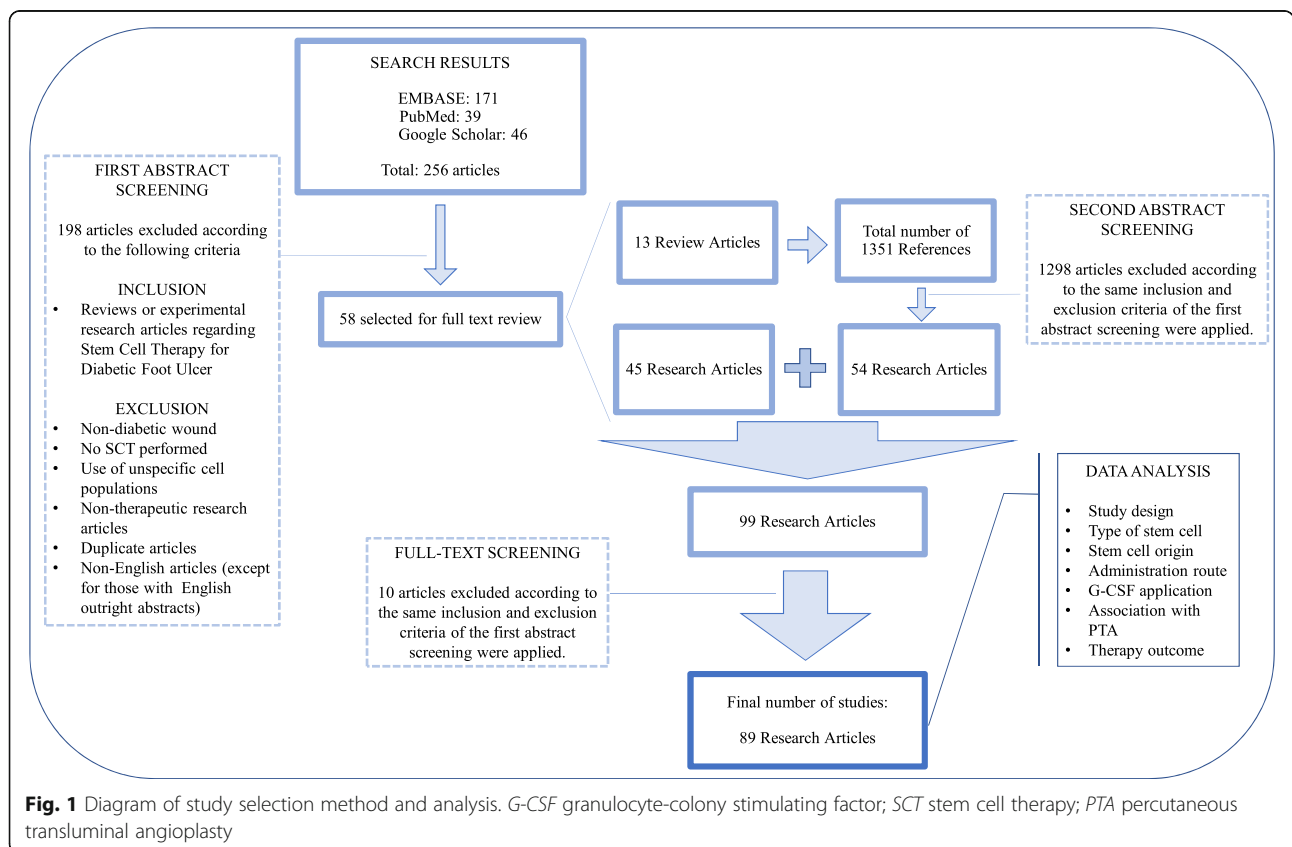 SEARCH RESULTS
EMBASE: 171
PubMed: 39
Google Scholar: 46
Total: 256 articles
FIRST ABSTRACT
SCREENING
198 articles excluded according
to the following criteria
INCLUSION
• Reviews or experimental
research articles regarding
Stem Cell Therapy for
Diabetic Foot Ulcer
EXCLUSION
• Non-diabetic wound
• No SCT performed
• Use of unspecific cell
populations
• Non-therapeutic research
articles
• Duplicate articles
• Non-English articles (except
for those with English
outright abstracts)
58 selected for full text review
13 Review Articles
Total number of
1351 References
SECOND ABSTRACT
SCREENING
1298 articles excluded according
to the same inclusion and
exclusion criteria of the first
abstract screening were applied.
45 Research Articles
54 Research Articles
99 Research Articles
FULL-TEXT SCREENING
10 articles excluded according to
the same inclusion and exclusion
criteria of the first abstract
screening were applied.
Final number of studies:
89 Research Articles
DATA ANALYSIS
• Study design
• Type of stem cell
• Stem cell origin
• Administration route
• G-CSF application
• Association with
PTA
• Therapy outcome
Fig. 1 Diagram of study selection method and analysis. G-CSF granulocyte-colony stimulating factor; SCT stem cell therapy; PTA percutaneous
transluminal angioplasty